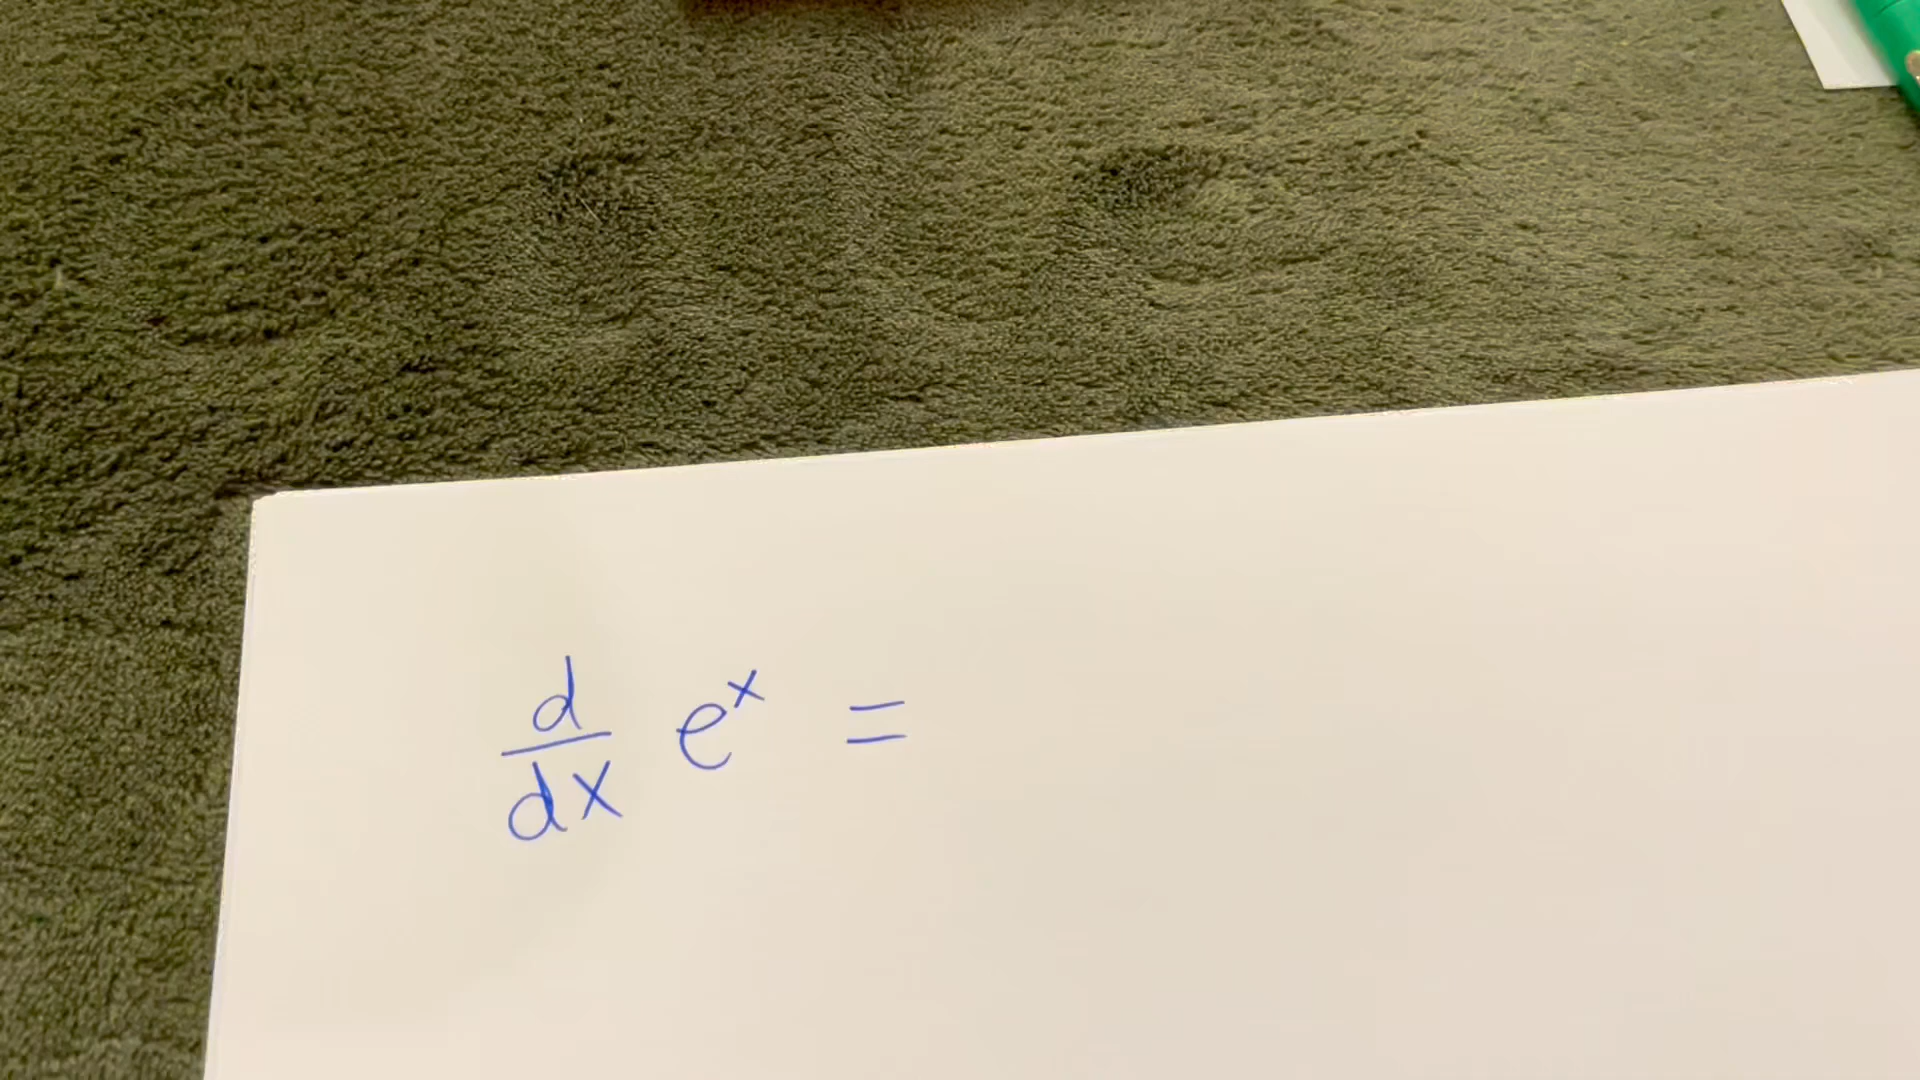 d/dx e^x =